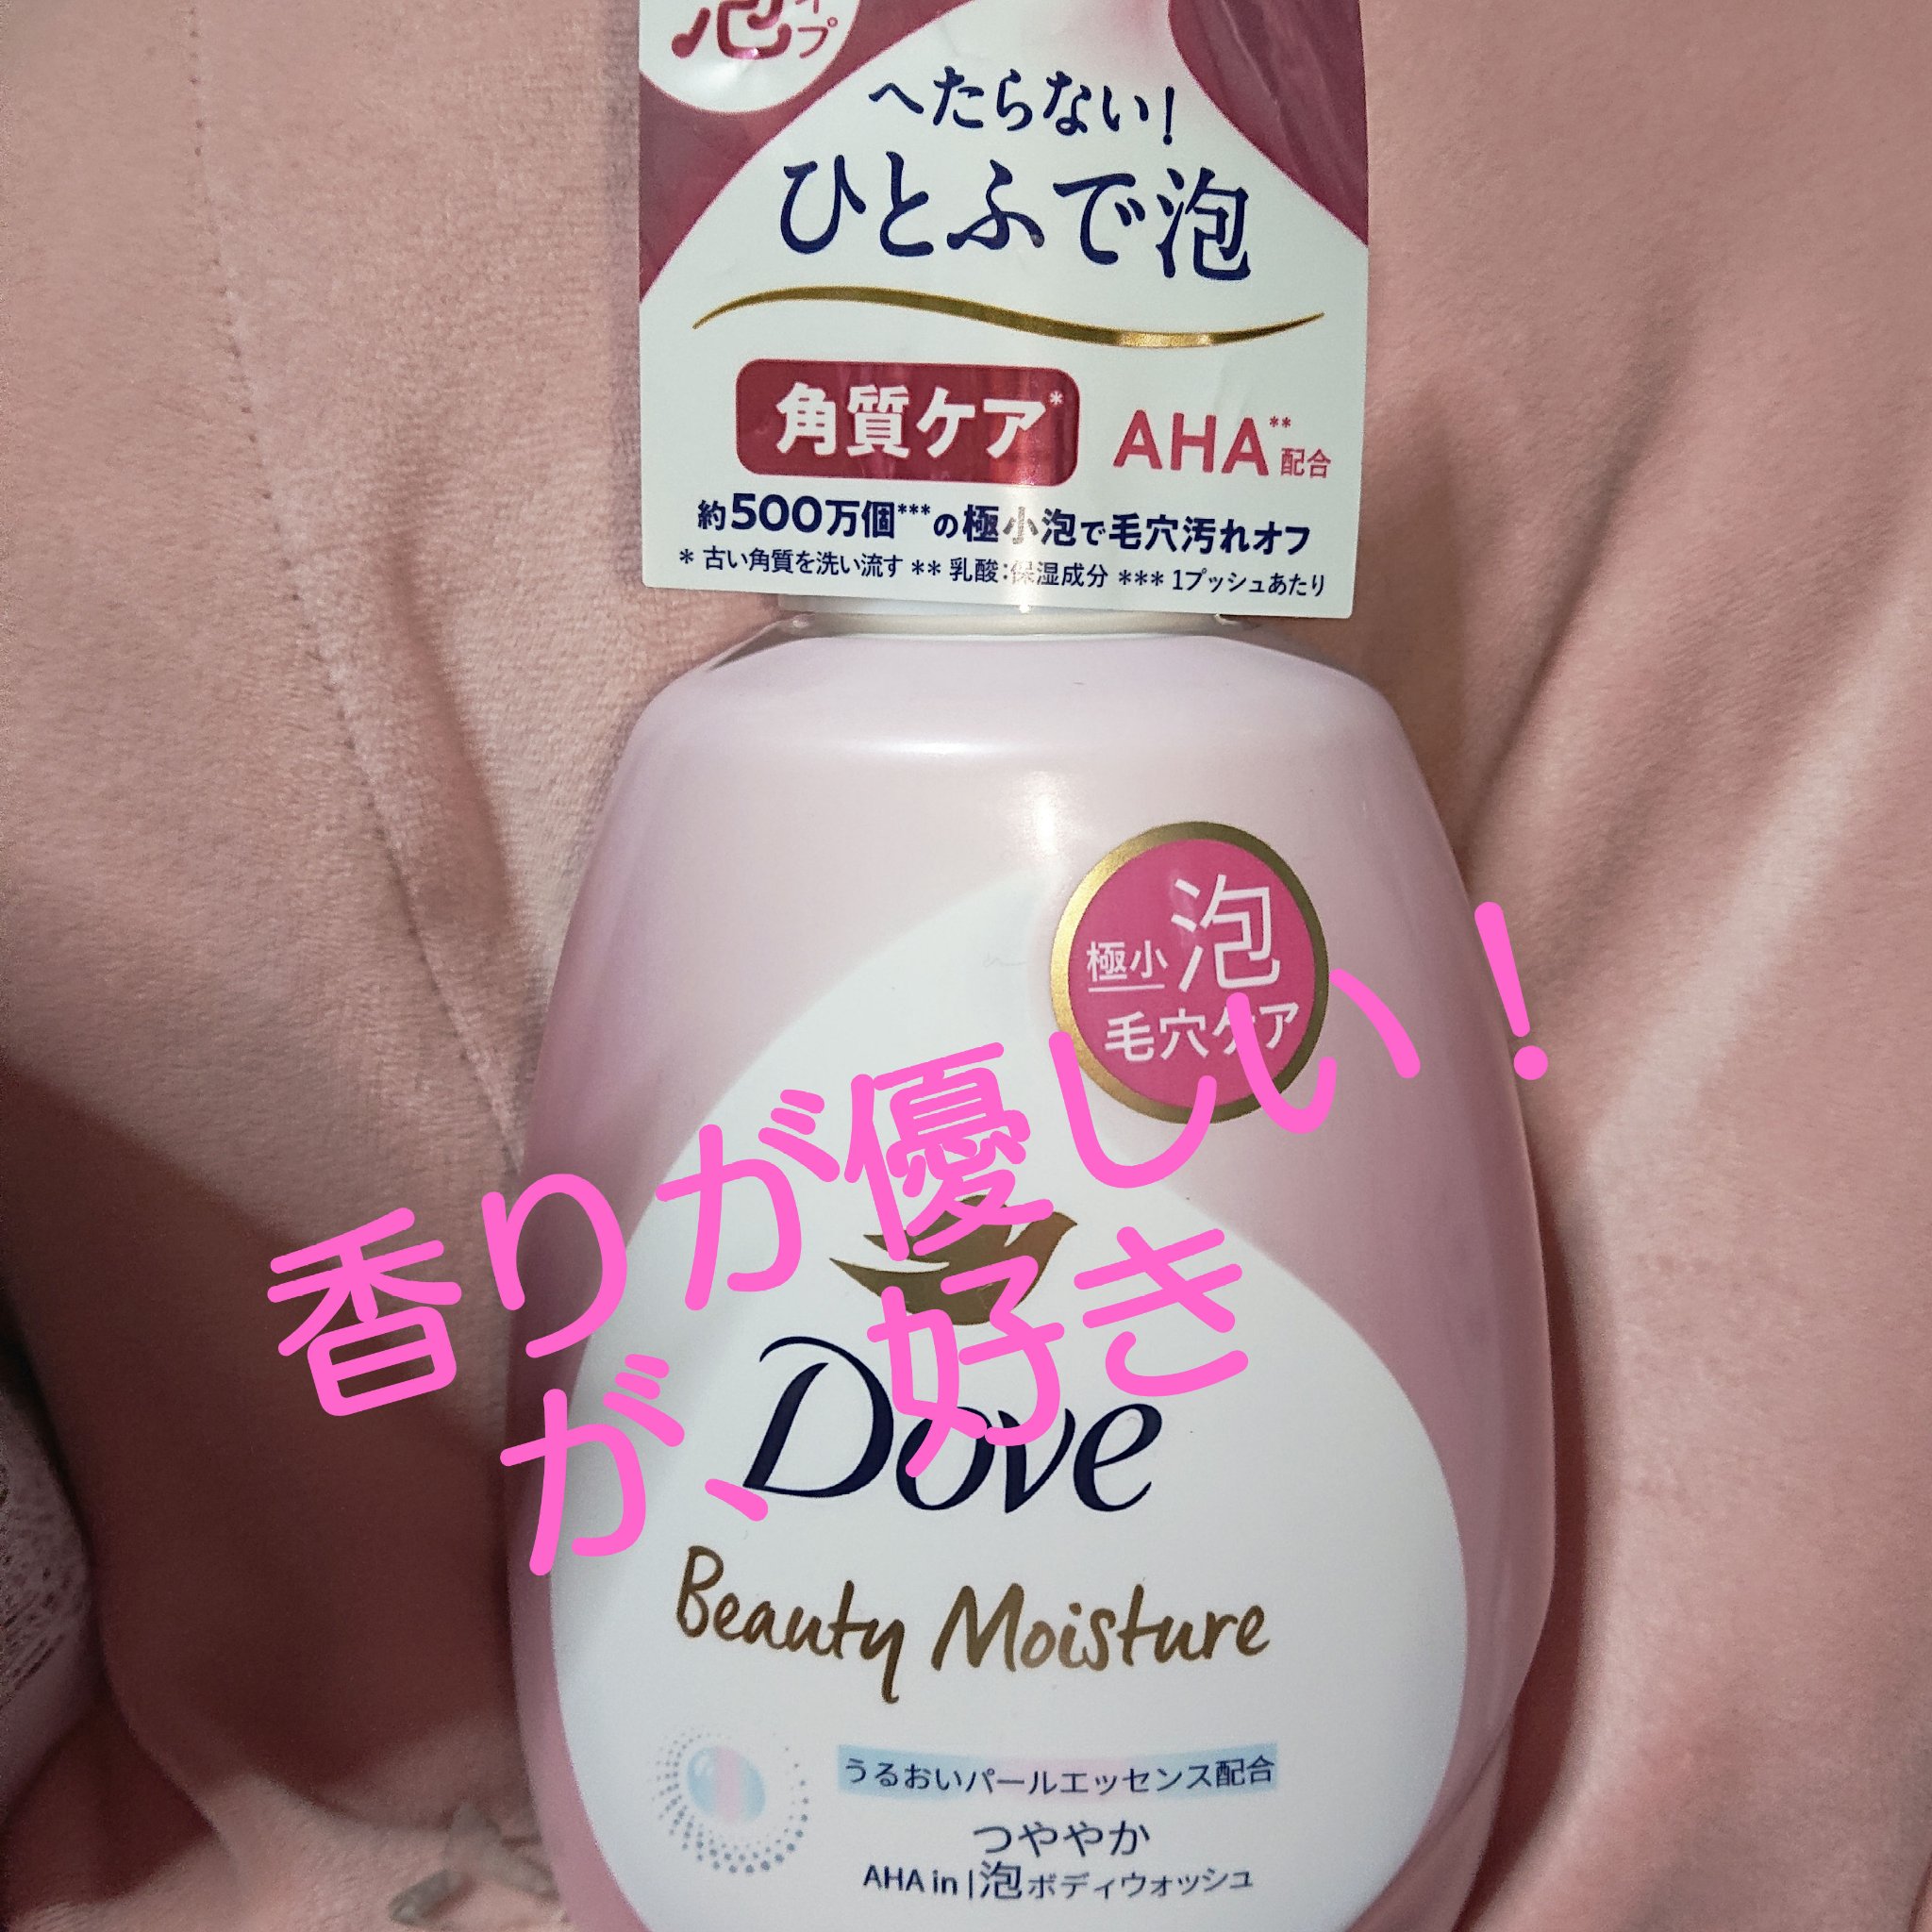 泡
イプ
へたらない!
ひとふで泡
角質ケア*
AHA**配合
約500万個***の極小泡で毛穴汚れオフ
* 古い角質を洗い流す ** 乳酸:保湿成分 *** 1プッシュあたり
極小泡
毛穴ケア
香りが優しい!
が、好き
Dove
Beauty Moisture
うるおいパールエッセンス配合
つややか
AHA in | 泡ボディウォッシュ